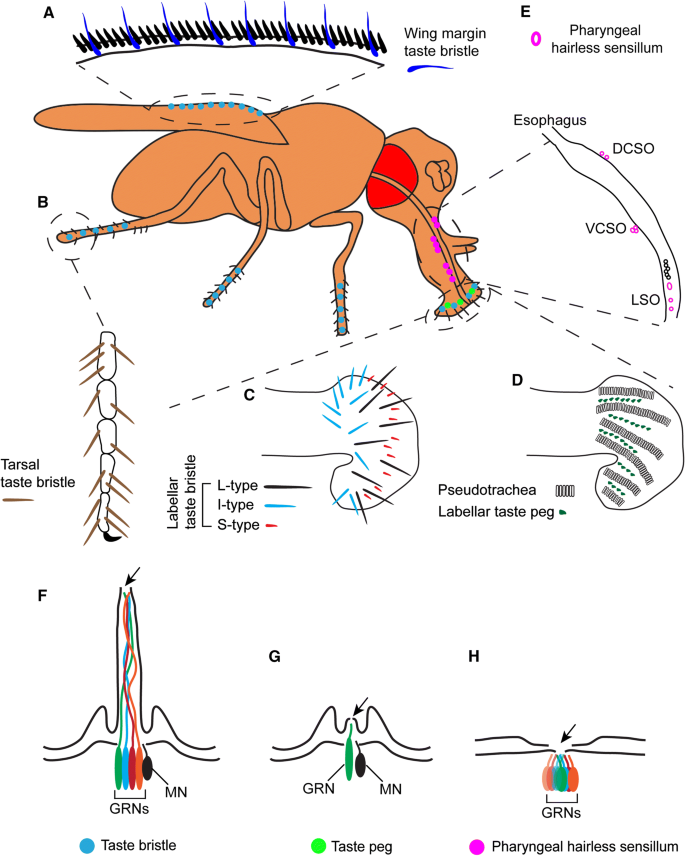 A
Wing margin
taste bristle
E
Pharyngeal
hairless sensillum
Esophagus
DCSO
VCSO
LSO
B
Tarsal
taste bristle
C
Labellar
taste bristle
L-type
I-type
S-type
D
Pseudotrachea
Labellar taste peg
F
MN
GRNs
G
GRN
MN
H
GRNs
Taste bristle
Taste peg
Pharyngeal hairless sensillum